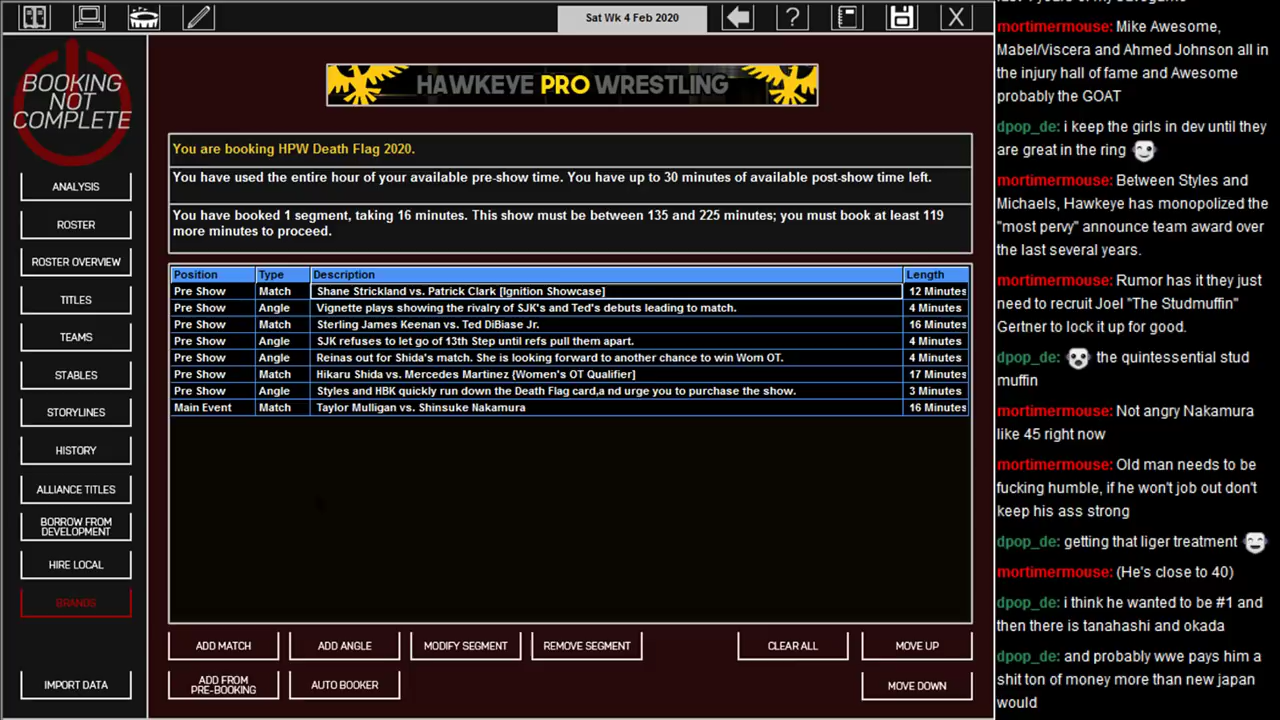 Sat Wk 4 Feb 2020
?
X
BOOKING
NOT
COMPLETE
HAWKEYE PRO WRESTLING
You are booking HPW Death Flag 2020.
You have used the entire hour of your available pre-show time. You have up to 30 minutes of available post-show time left.
You have booked 1 segment, taking 16 minutes. This show must be between 135 and 225 minutes; you must book at least 119
more minutes to proceed.
ANALYSIS
ROSTER
ROSTER OVERVIEW
TITLES
TEAMS
STABLES
STORYLINES
HISTORY
ALLIANCE TITLES
BORROW FROM
DEVELOPMENT
HIRE LOCAL
BRANDS
IMPORT DATA
Position Type Description Length
Pre Show Match Shane Strickland vs. Patrick Clark [Ignition Showcase] 12 Minutes
Pre Show Angle Vignette plays showing the rivalry of SJK's and Ted's debuts leading to match. 4 Minutes
Pre Show Match Sterling James Keenan vs. Ted DiBiase Jr. 16 Minutes
Pre Show Angle SJK refuses to let go of 13th Step until refs pull them apart. 4 Minutes
Pre Show Angle Reinas out for Shida's match. She is looking forward to another chance to win Wom OT. 4 Minutes
Pre Show Match Hikaru Shida vs. Mercedes Martinez {Women's OT Qualifier] 17 Minutes
Pre Show Angle Styles and HBK quickly run down the Death Flag card,a nd urge you to purchase the show. 3 Minutes
Main Event Match Taylor Mulligan vs. Shinsuke Nakamura 16 Minutes
ADD MATCH
ADD ANGLE
MODIFY SEGMENT
REMOVE SEGMENT
CLEAR ALL
MOVE UP
ADD FROM
PRE-BOOKING
AUTO BOOKER
MOVE DOWN
mortimermouse: Mike Awesome,
Mabel/Viscera and Ahmed Johnson all in
the injury hall of fame and Awesome
probably the GOAT
dpop_de: i keep the girls in dev until they
are great in the ring
mortimermouse: Between Styles and
Michaels, Hawkeye has monopolized the
"most pervy" announce team award over
the last several years.
mortimermouse: Rumor has it they just
need to recruit Joel "The Studmuffin"
Gertner to lock it up for good.
dpop_de: the quintessential stud
muffin
mortimermouse: Not angry Nakamura
like 45 right now
mortimermouse: Old man needs to be
fucking humble, if he won't job out don't
keep his ass strong
dpop_de: getting that liger treatment
mortimermouse: (He's close to 40)
dpop_de: i think he wanted to be #1 and
then there is tanahashi and okada
dpop_de: and probably wwe pays him a
shit ton of money more than new japan
would